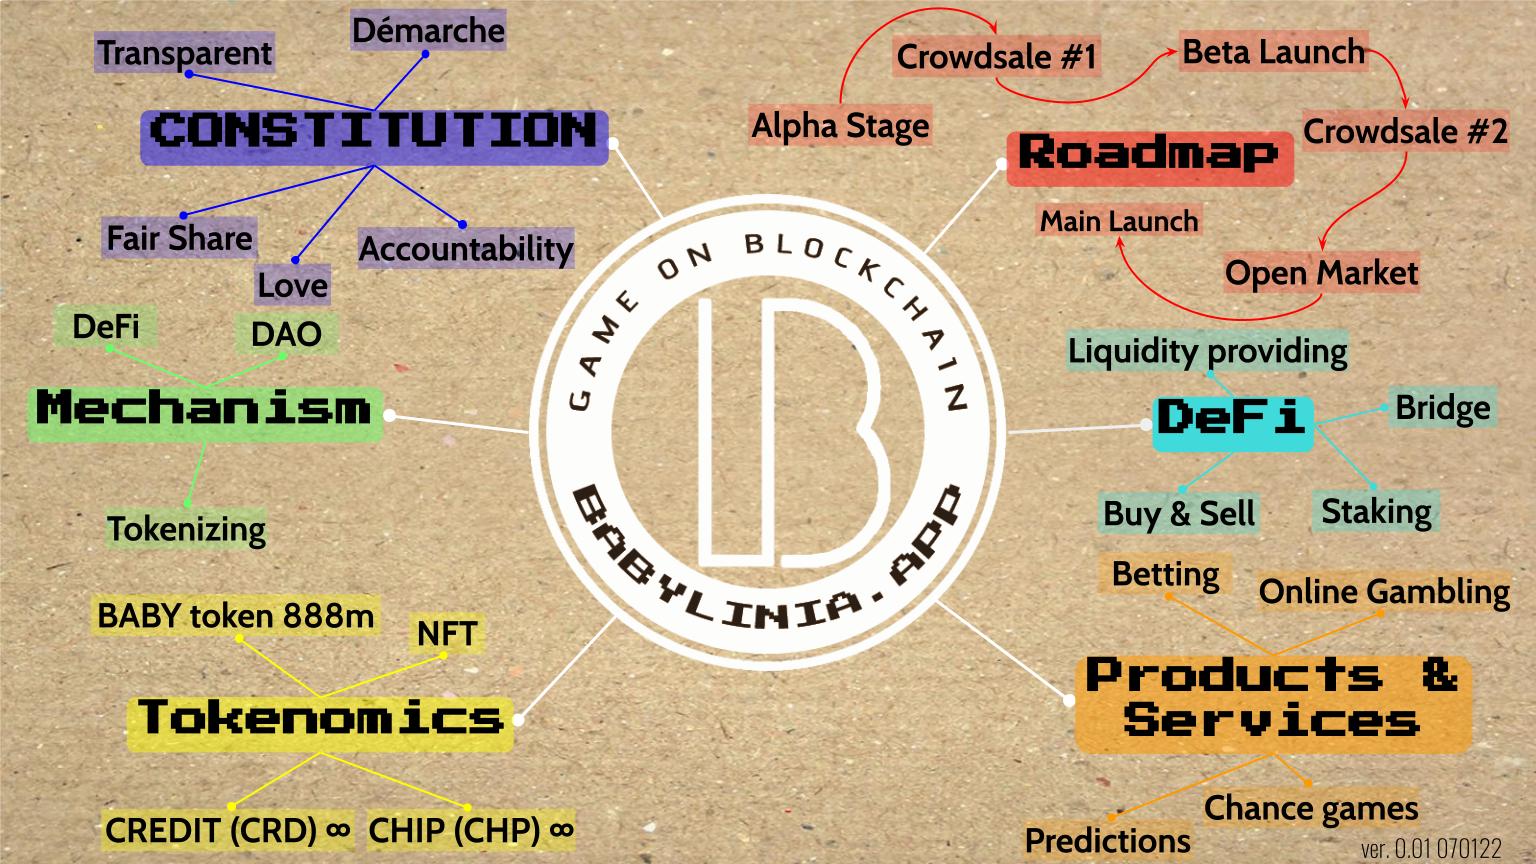 Transparent
Démarche
CONSTITUTION
Fair Share
Love
Accountability
Alpha Stage
Crowdsale #1
Beta Launch
Crowdsale #2
Roadmap
Main Launch
Open Market
DeFi
DAO
Mechanism
Tokenizing
GAME ON BLOCKCHAIN
BABYLINIA.APP
Liquidity providing
DeFi
Bridge
Buy & Sell
Staking
BABY token 888m
NFT
Tokenomics
CREDIT (CRD) ∞
CHIP (CHP) ∞
Betting
Online Gambling
Products &
Services
Chance games
Predictions
ver. 0.01 070122